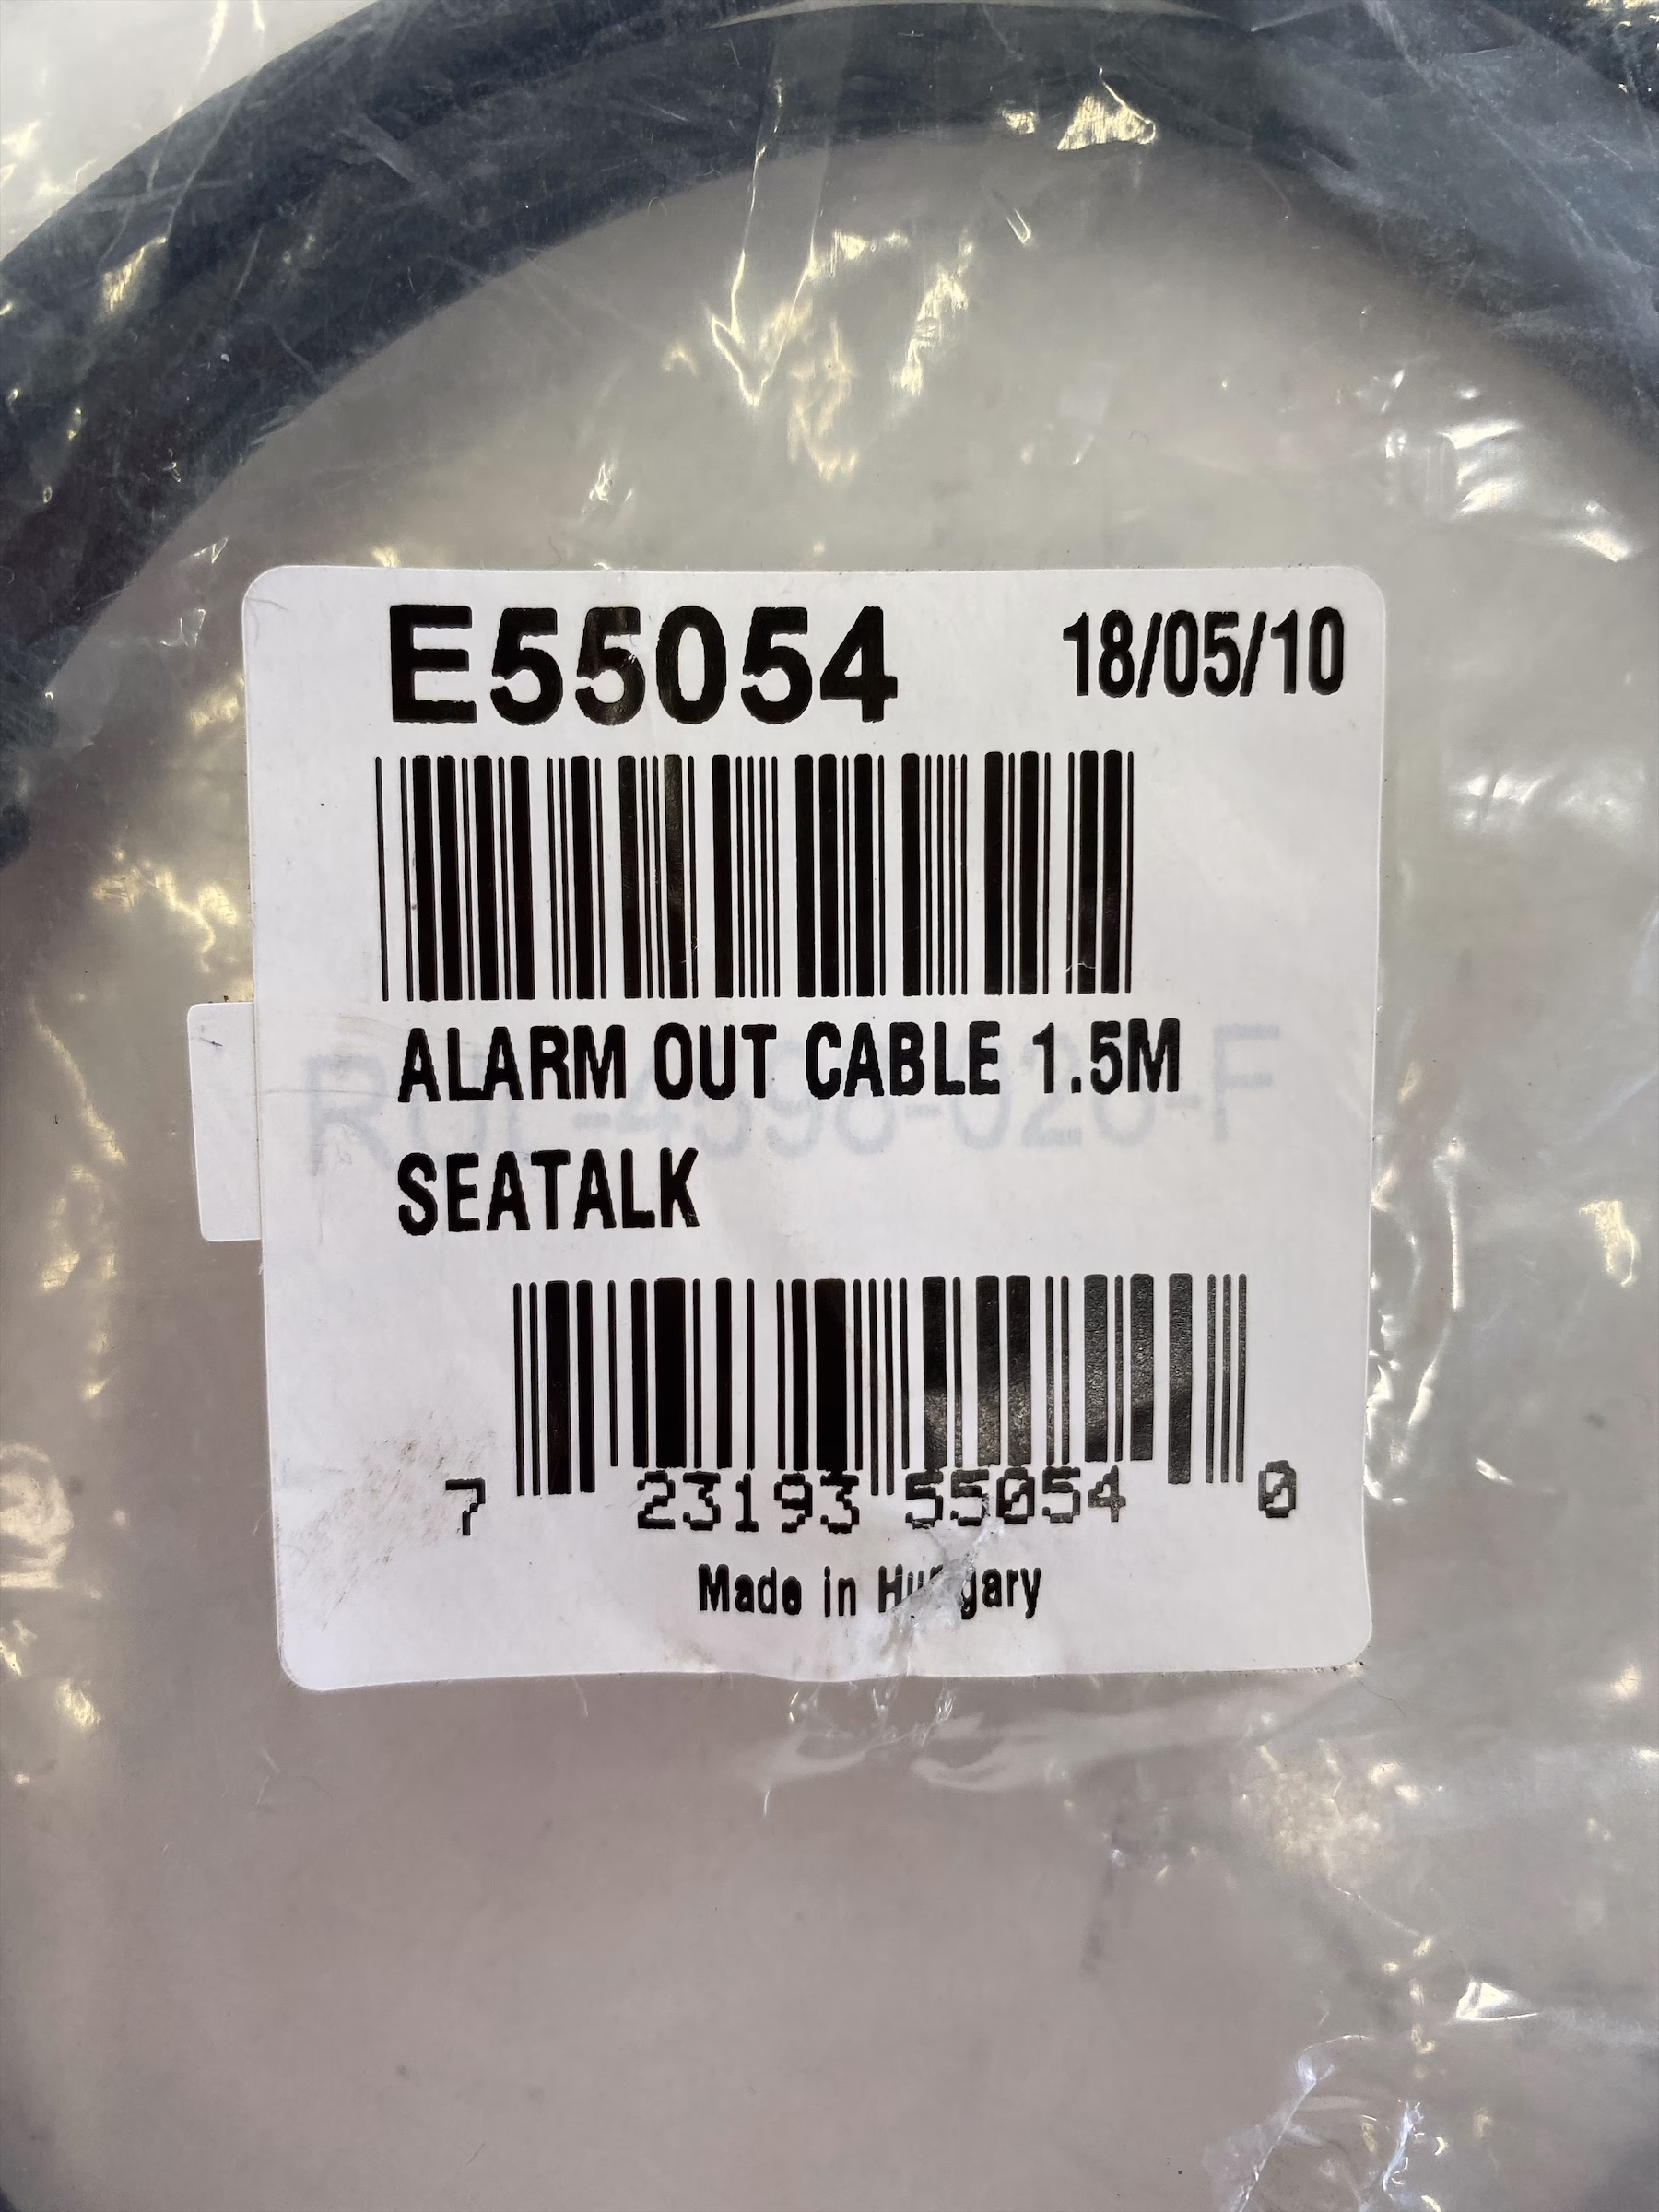 E55054 18/05/10
ALARM OUT CABLE 1.5M
SEATALK
7 23193 55054 0
Made in Hungary